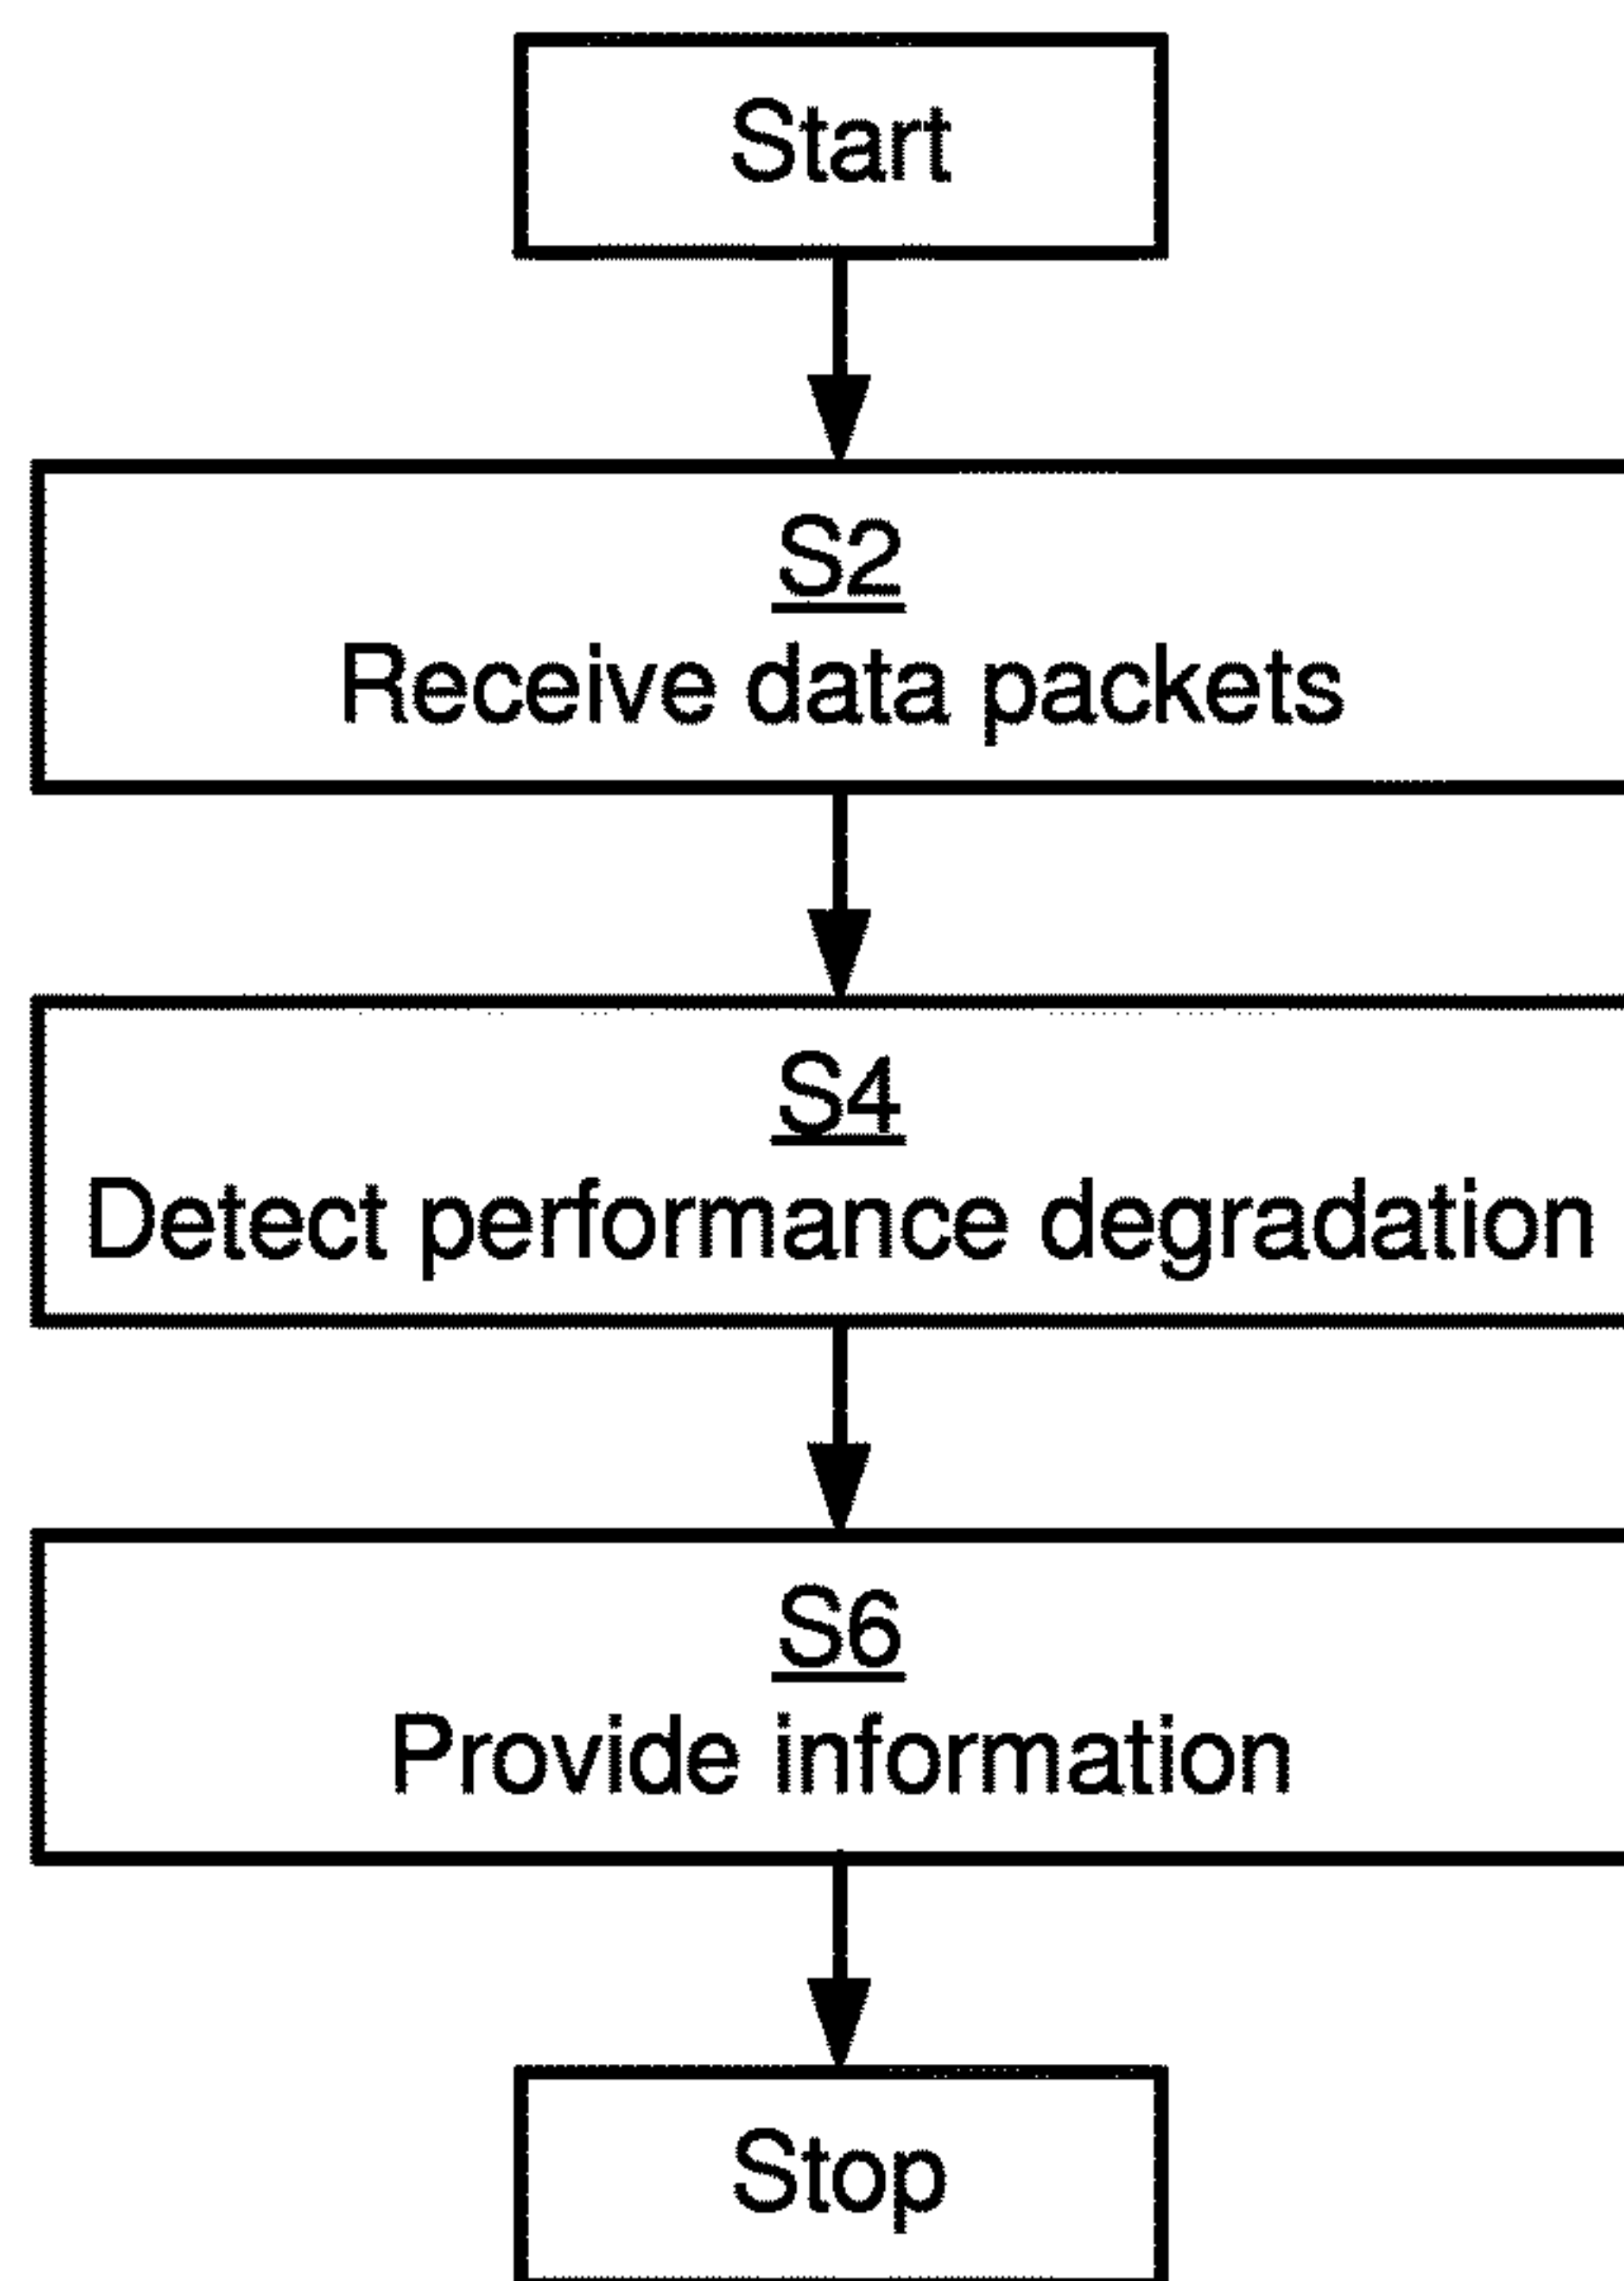 Start
S2
Receive data packets
S4
Detect performance degradation
S6
Provide information
Stop